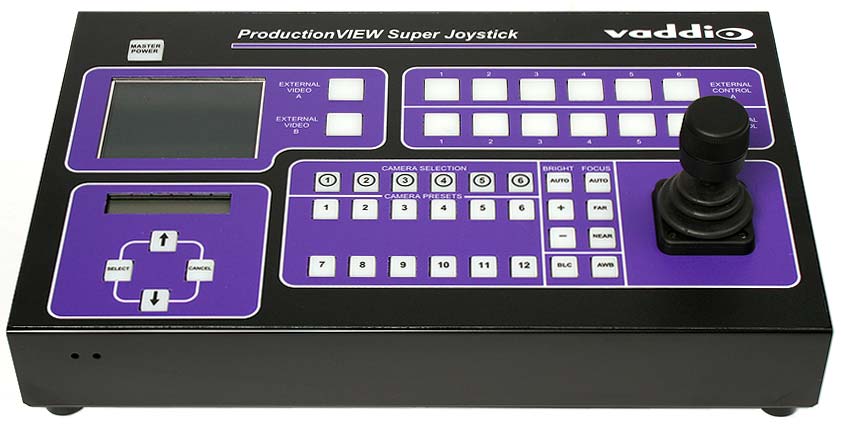 ProductionVIEW Super Joystick
vaddio
MASTER
POWER
EXTERNAL
VIDEO
A
EXTERNAL
VIDEO
B
1 2 3 4 5 6
EXTERNAL
CONTROL
A
1 2 3 4 5
CAMERA SELECTION
1 2 3 4 5 6
CAMERA PRESETS
1 2 3 4 5 6
7 8 9 10 11 12
BRIGHT FOCUS
AUTO AUTO
+ FAR
- NEAR
BLC AWB
↑
SELECT CANCEL
↓